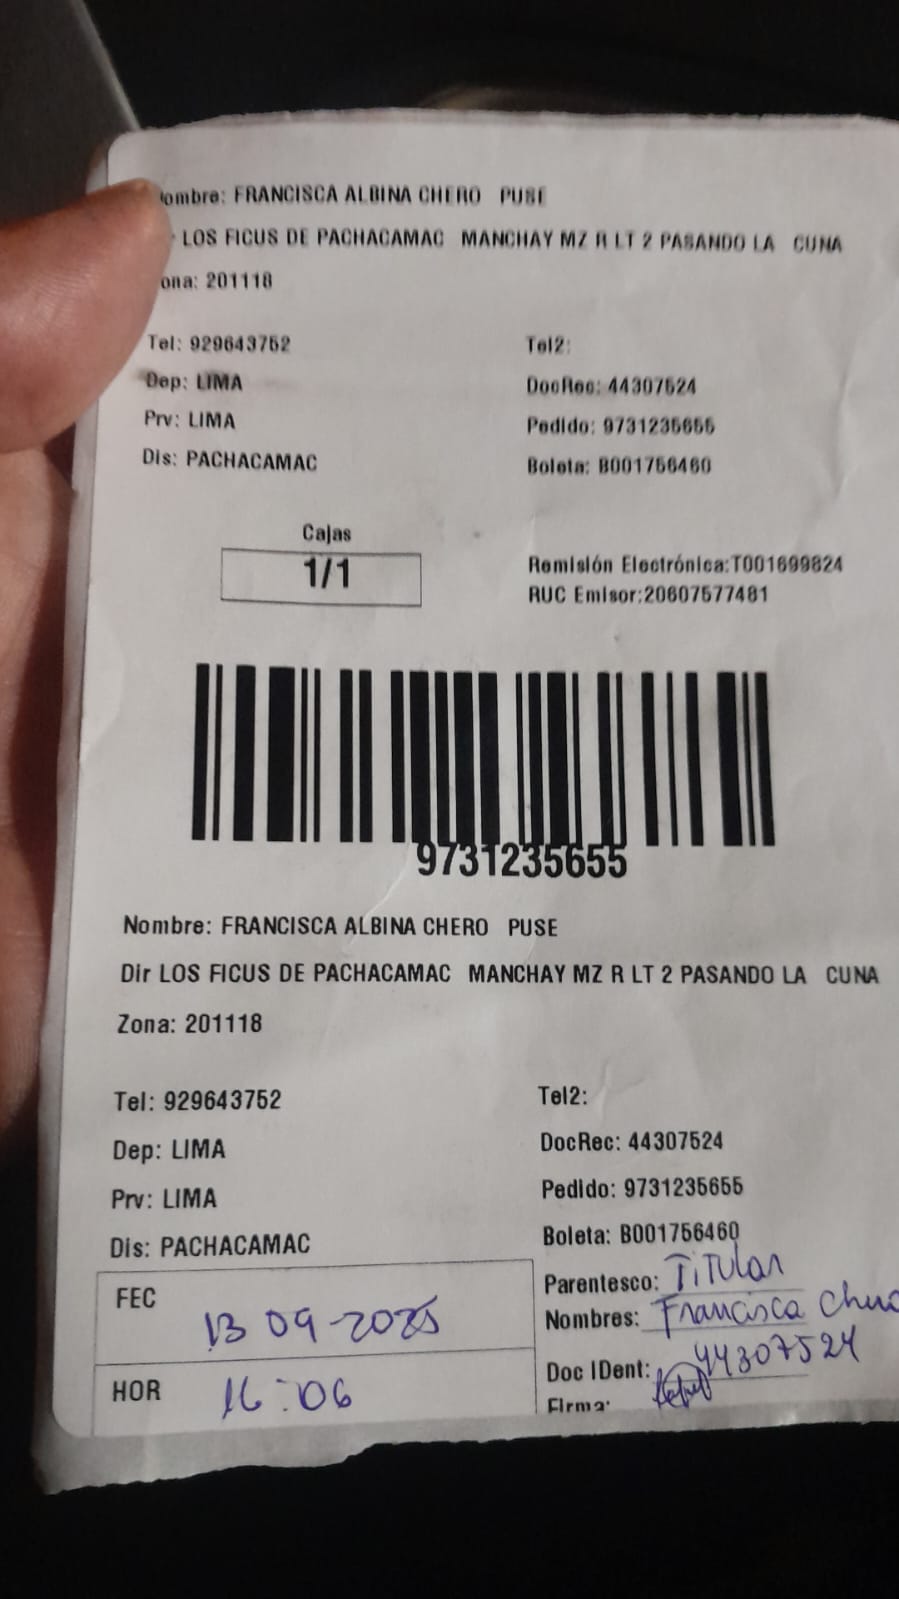 ombre: FRANCISCA ALBINA CHERO PUSE
LOS FICUS DE PACHACAMAC MANCHAY MZ R LT 2 PASANDO LA CUNA
ona: 201118
Tel: 929643752 Tel2:
Dep: LIMA DocRec: 44307524
Prv: LIMA Pedido: 9731235655
Dis: PACHACAMAC Boleta: B001756460
Cajas
1/1
Remisión Electrónica:T001699824
RUC Emisor:20607577481
9731235655
Nombre: FRANCISCA ALBINA CHERO PUSE
Dir LOS FICUS DE PACHACAMAC MANCHAY MZ R LT 2 PASANDO LA CUNA
Zona: 201118
Tel: 929643752 Tel2:
Dep: LIMA DocRec: 44307524
Prv: LIMA Pedido: 9731235655
Dis: PACHACAMAC Boleta: B001756460
FEC 13 09-2025
HOR 16:06
Parentesco: Titular
Nombres: Francisca
Doc IDent: 44307524
Firma: